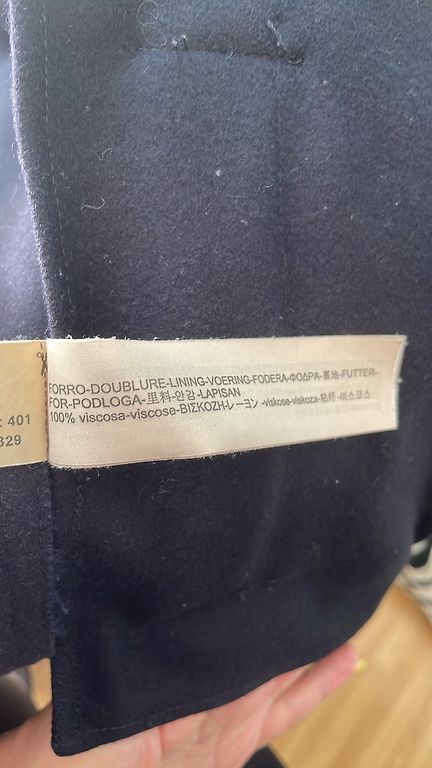 FORRO-DOUBLURE-LINING-VOERING-FODERA-ΦΟΔΡΑ-裏地-FUTTER-
FOR-PODLOGA-里料-안감-LAPISAN
100% viscosa-viscose-ΒΙΣΚΟΖΗ-レーヨン-viskose-viskoza-粘纤-비스코스
: 401
329